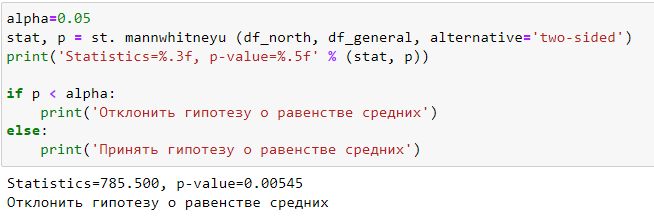 alpha=0.05
stat, p = st. mannwhitneyu (df_north, df_general, alternative='two-sided')
print('Statistics=%.3f, p-value=%.5f' % (stat, p))
if p < alpha:
    print('Отклонить гипотезу о равенстве средних')
else:
    print('Принять гипотезу о равенстве средних')
Statistics=785.500, p-value=0.00545
Отклонить гипотезу о равенстве средних